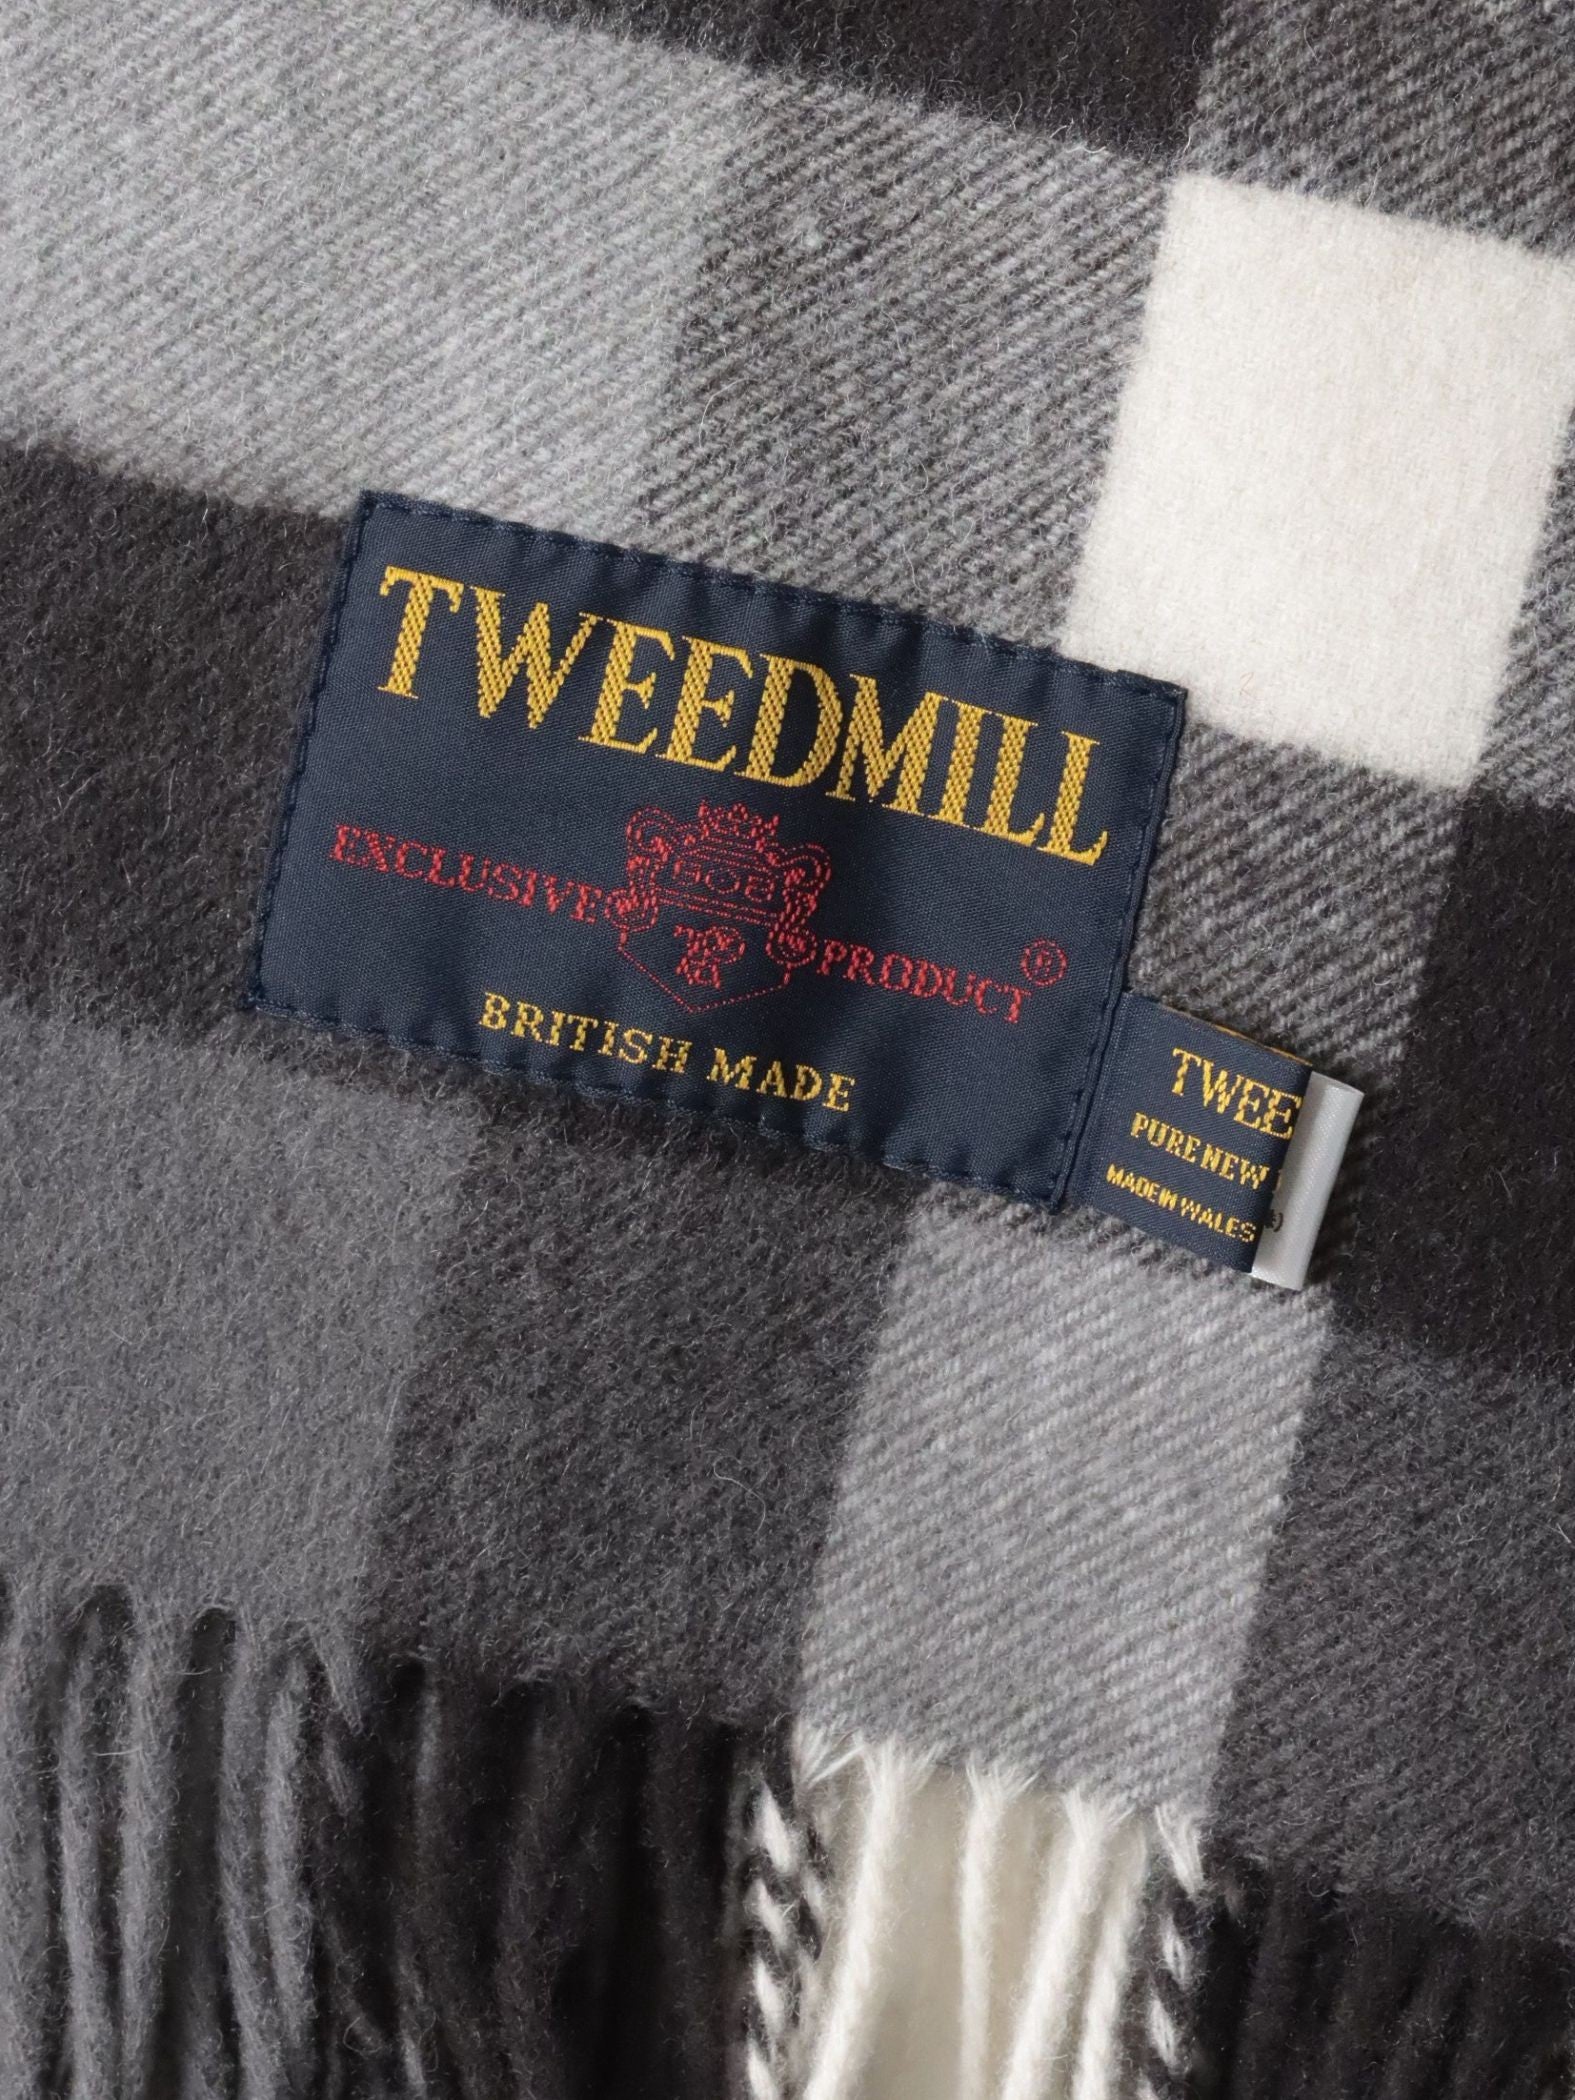 TWEEDMILL
EXCLUSIVE PRODUCT ®
BRITISH MADE
TWEE
PURE NEW
MADE IN WALES